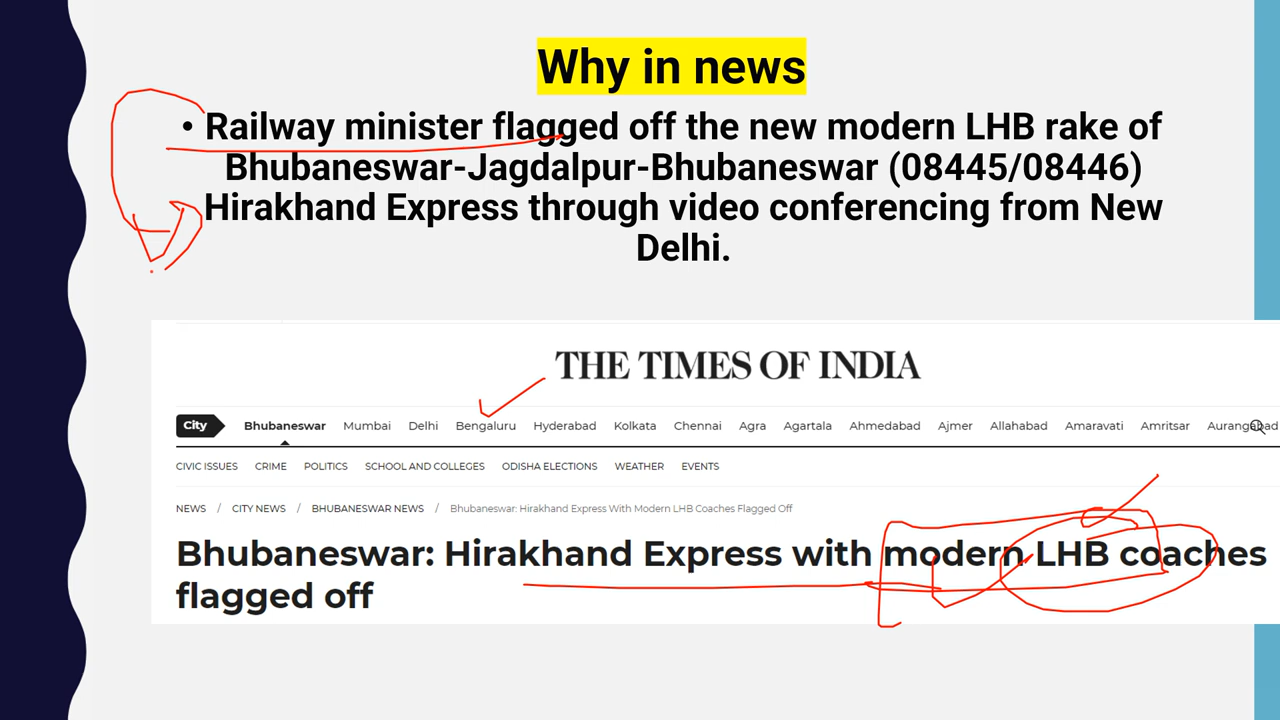 Why in news
• Railway minister flagged off the new modern LHB rake of
Bhubaneswar-Jagdalpur-Bhubaneswar (08445/08446)
Hirakhand Express through video conferencing from New
Delhi.
THE TIMES OF INDIA
City Bhubaneswar Mumbai Delhi Bengaluru Hyderabad Kolkata Chennai Agra Agartala Ahmedabad Ajmer Allahabad Amaravati Amritsar Aurangabad
CIVIC ISSUES CRIME POLITICS SCHOOL AND COLLEGES ODISHA ELECTIONS WEATHER EVENTS
NEWS / CITY NEWS / BHUBANESWAR NEWS / Bhubaneswar: Hirakhand Express With Modern LHB Coaches Flagged Off
Bhubaneswar: Hirakhand Express with modern LHB coaches
flagged off